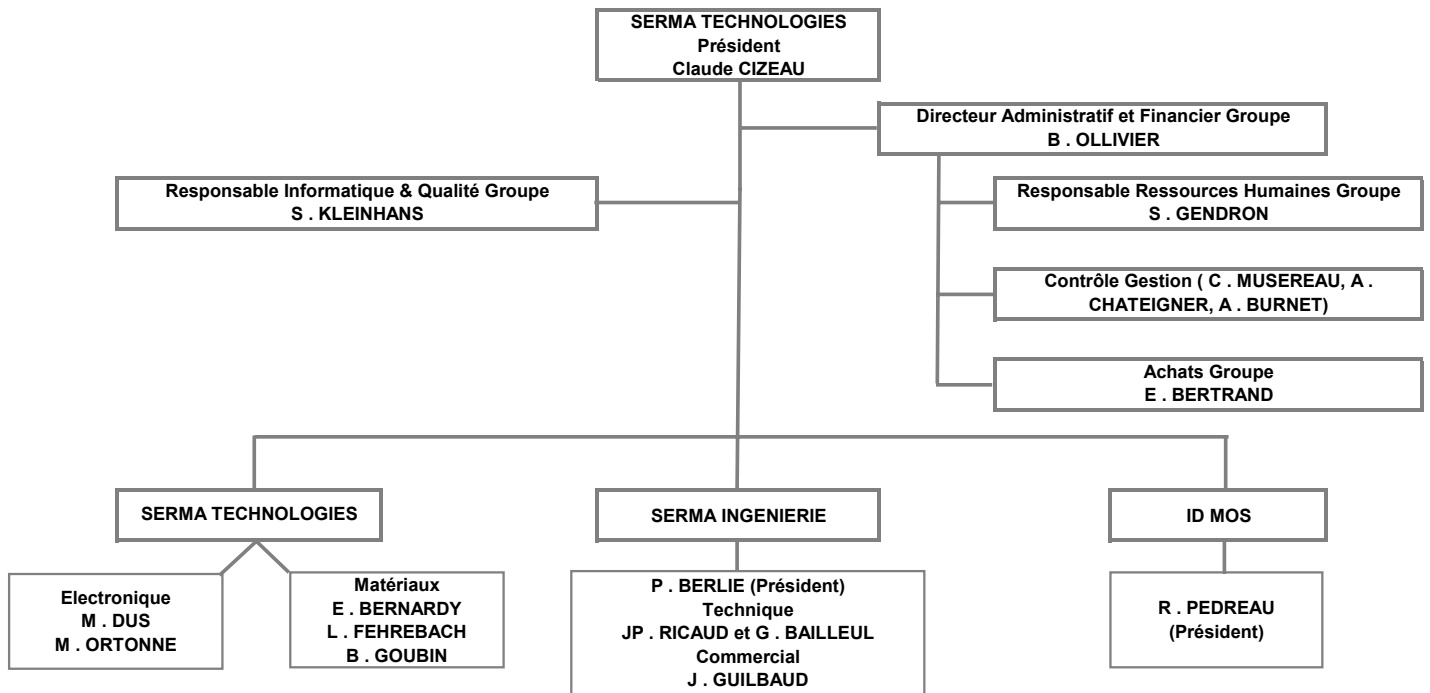 SERMA TECHNOLOGIES
Président
Claude CIZEAU
Directeur Administratif et Financier Groupe
B . OLLIVIER
Responsable Informatique & Qualité Groupe
S . KLEINHANS
Responsable Ressources Humaines Groupe
S . GENDRON
Contrôle Gestion ( C . MUSEREAU, A .
CHATEIGNER, A . BURNET)
Achats Groupe
E . BERTRAND
SERMA TECHNOLOGIES
SERMA INGENIERIE
ID MOS
Electronique
M . DUS
M . ORTONNE
Matériaux
E . BERNARDY
L . FEHREBACH
B . GOUBIN
P . BERLIE (Président)
Technique
JP . RICAUD et G . BAILLEUL
Commercial
J . GUILBAUD
R . PEDREAU
(Président)